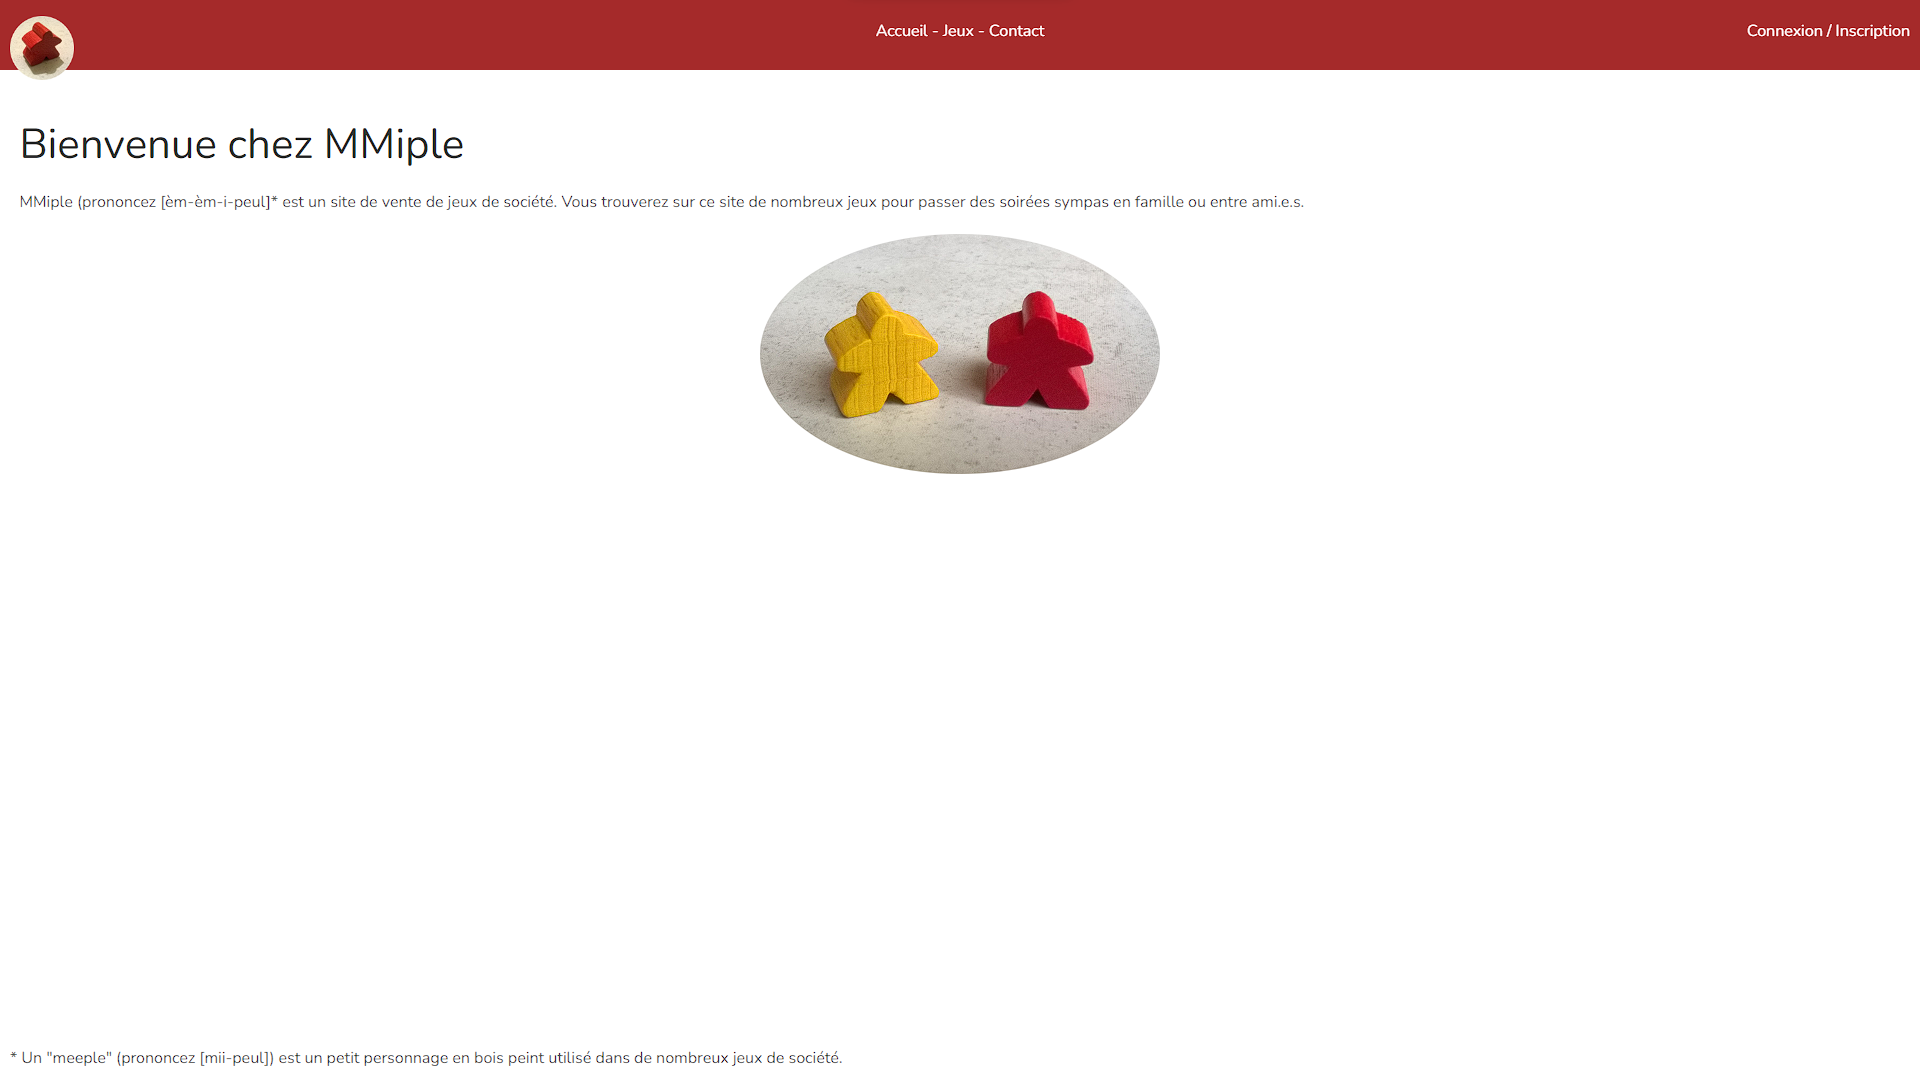 Accueil - Jeux - Contact
Connexion / Inscription
Bienvenue chez MMiple
MMiple (prononcez [èm-èm-i-peul]* est un site de vente de jeux de société. Vous trouverez sur ce site de nombreux jeux pour passer des soirées sympas en famille ou entre ami.e.s.
* Un "meeple" (prononcez [mii-peul]) est un petit personnage en bois peint utilisé dans de nombreux jeux de société.